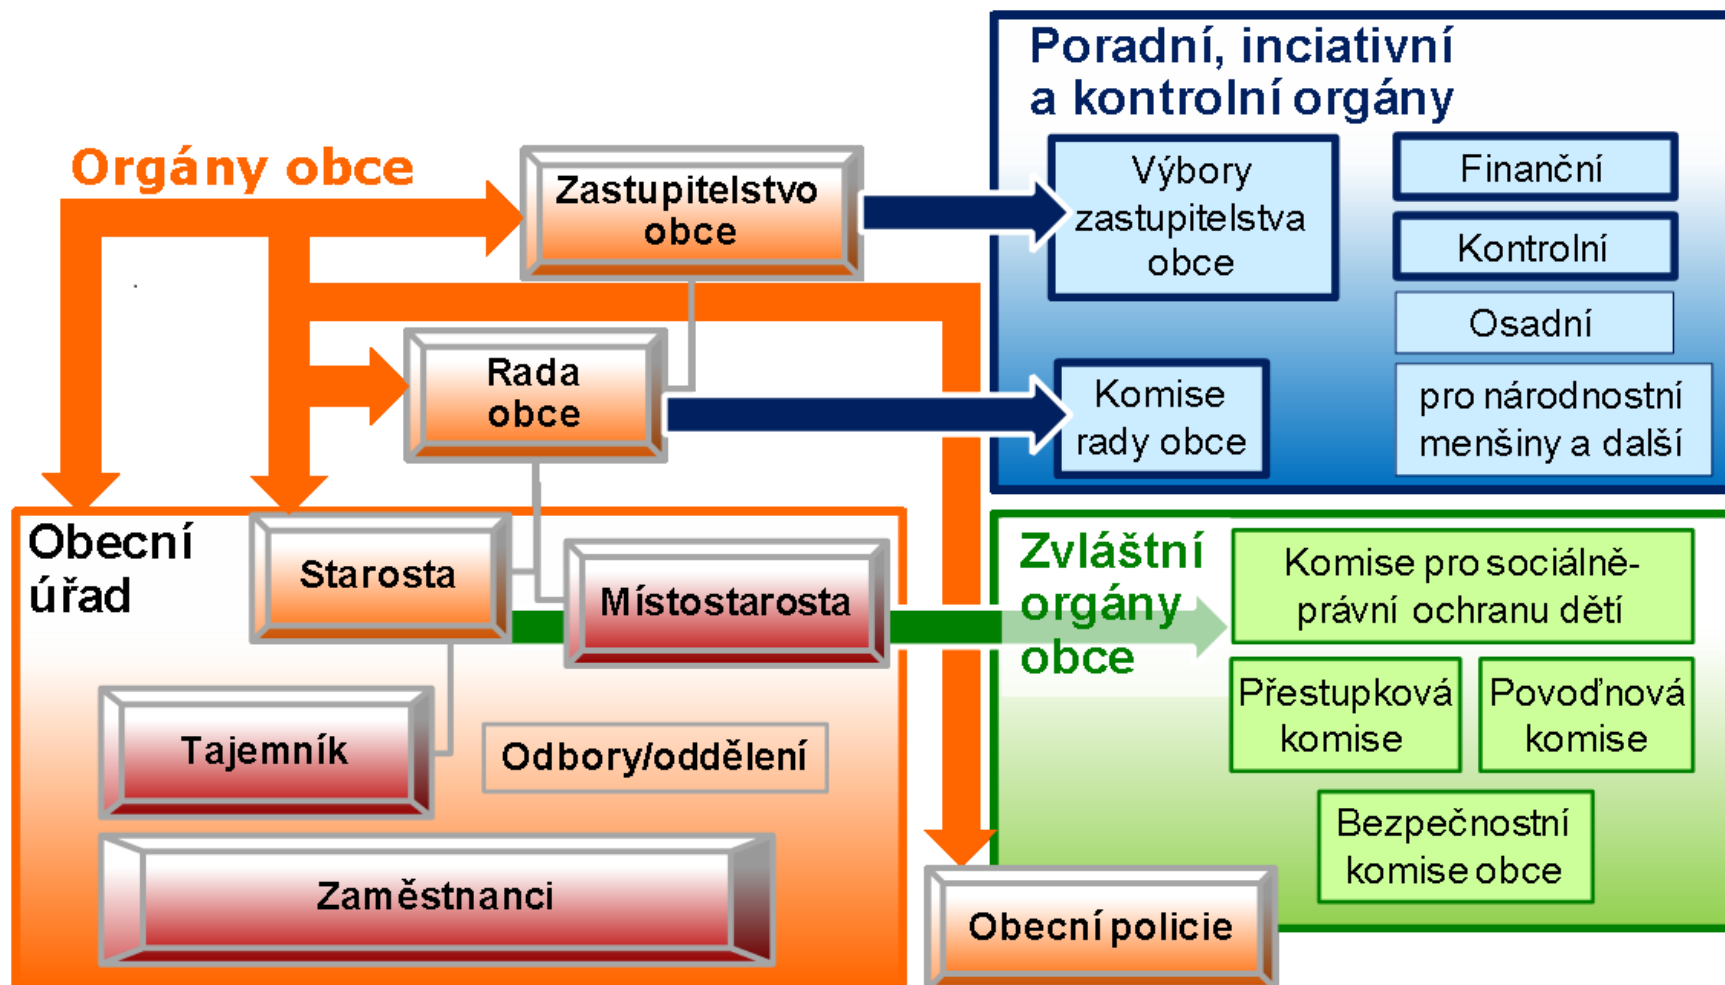 Orgány obce
Zastupitelstvo
obce
Rada
obce
Obecní
úřad
Starosta
Místostarosta
Tajemník
Odbory/oddělení
Zaměstnanci
Obecní policie
Poradní, inciativní
a kontrolní orgány
Výbory
zastupitelstva
obce
Finanční
Kontrolní
Osadní
pro národnostní
menšiny a další
Komise
rady obce
Zvláštní
orgány
obce
Komise pro sociálně-
právní ochranu dětí
Přestupková
komise
Povodňová
komise
Bezpečnostní
komise obce